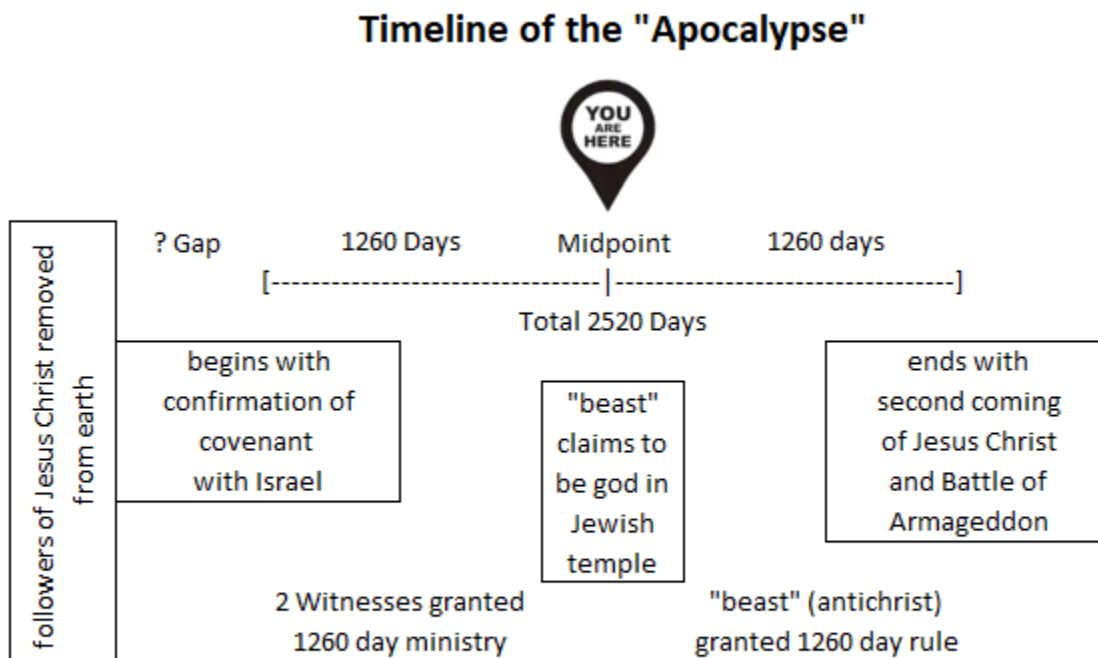 Timeline of the "Apocalypse"
YOU
ARE
HERE
followers of Jesus Christ removed
from earth
? Gap
1260 Days
Midpoint
1260 days
[---------------------------------|----------------------------------]
Total 2520 Days
begins with
confirmation of
covenant
with Israel
"beast"
claims to
be god in
Jewish
temple
ends with
second coming
of Jesus Christ
and Battle of
Armageddon
2 Witnesses granted
1260 day ministry
"beast" (antichrist)
granted 1260 day rule